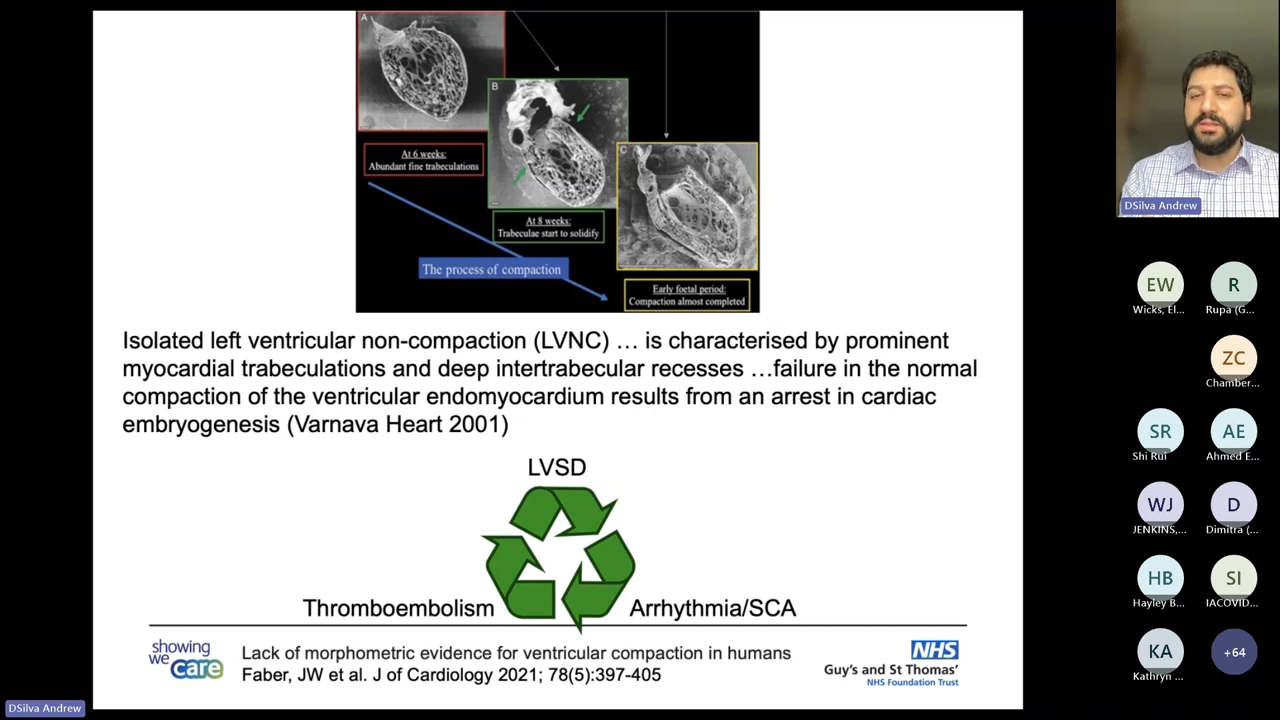 A
At 6 weeks:
Abundant fine trabeculations
B
At 8 weeks:
Trabeculae start to solidify
C
The process of compaction
Early foetal period:
Compaction almost completed
Isolated left ventricular non-compaction (LVNC) … is characterised by prominent
myocardial trabeculations and deep intertrabecular recesses …failure in the normal
compaction of the ventricular endomyocardium results from an arrest in cardiac
embryogenesis (Varnava Heart 2001)
LVSD
Thromboembolism
Arrhythmia/SCA
showing
we care
Lack of morphometric evidence for ventricular compaction in humans
Faber, JW et al. J of Cardiology 2021; 78(5):397-405
NHS
Guy's and St Thomas'
NHS Foundation Trust
DSilva Andrew
DSilva Andrew
EW
Wicks, El...
R
Rupa (G...
ZC
Chamber...
SR
Shi Rui
AE
Ahmed E...
WJ
JENKINS,...
D
Dimitra (...
HB
Hayley B...
SI
IACOVID...
KA
Kathryn ...
+64